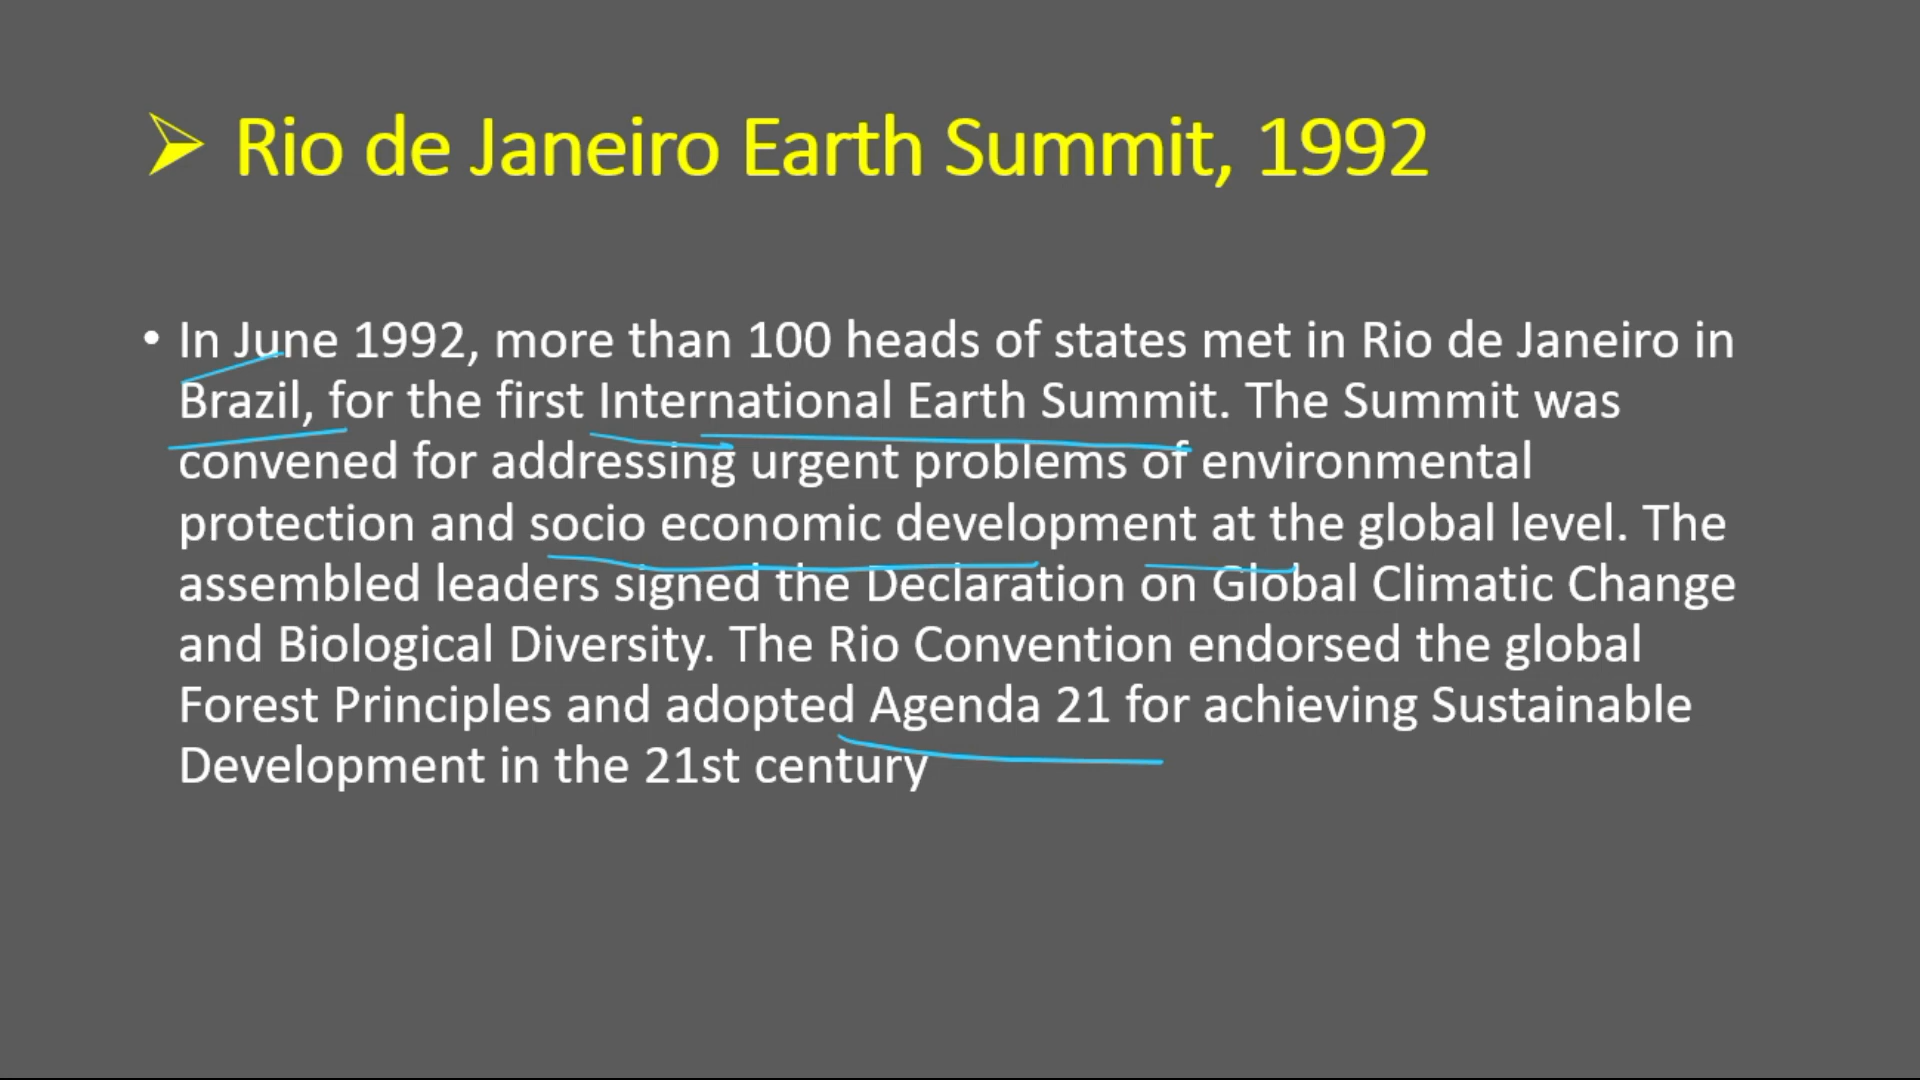 ➢ Rio de Janeiro Earth Summit, 1992
• In June 1992, more than 100 heads of states met in Rio de Janeiro in
Brazil, for the first International Earth Summit. The Summit was
convened for addressing urgent problems of environmental
protection and socio economic development at the global level. The
assembled leaders signed the Declaration on Global Climatic Change
and Biological Diversity. The Rio Convention endorsed the global
Forest Principles and adopted Agenda 21 for achieving Sustainable
Development in the 21st century